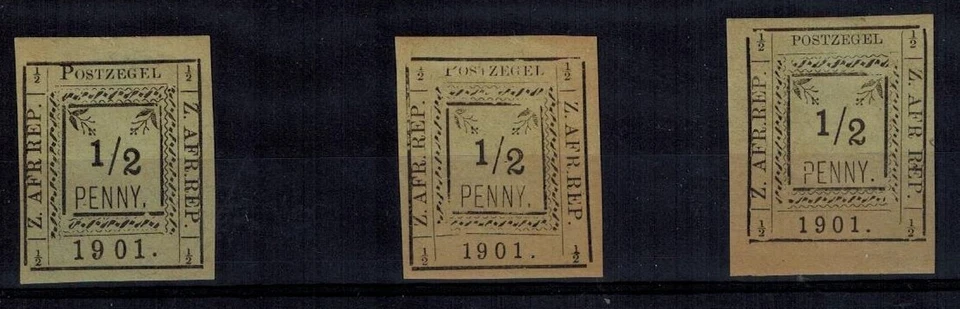 ½ POSTZEGEL ½
Z. AFR.REP.
1/2
PENNY.
Z. AFR.REP.
½ 1901. ½
½ POSTZEGEL ½
Z. AFR.REP.
1/2
PENNY.
Z. AFR.REP.
½ 1901. ½
½ POSTZEGEL ½
Z. AFR.REP.
1/2
PENNY.
Z. AFR REP.
½ 1901. ½